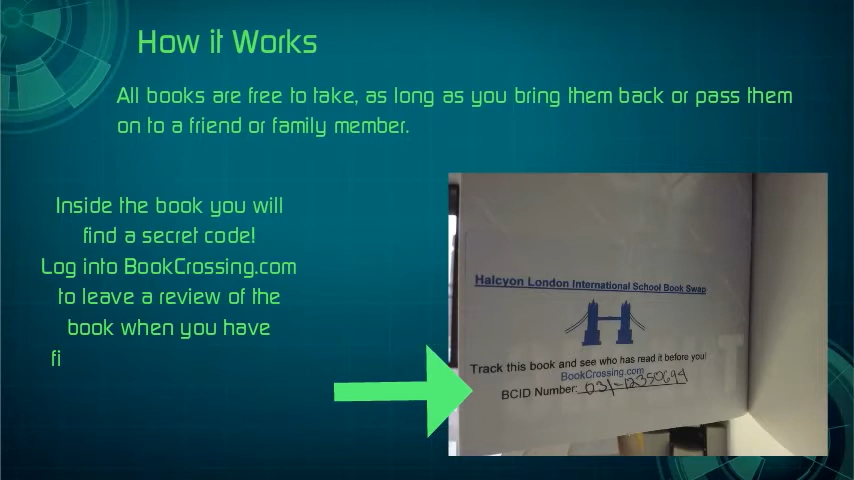 How it Works
All books are free to take, as long as you bring them back or pass them
on to a friend or family member.
Inside the book you will
find a secret code!
Log into BookCrossing.com
to leave a review of the
book when you have
fi
Halcyon London International School Book Swap
Track this book and see who has read it before you!
BookCrossing.com
BCID Number: 031-12350694